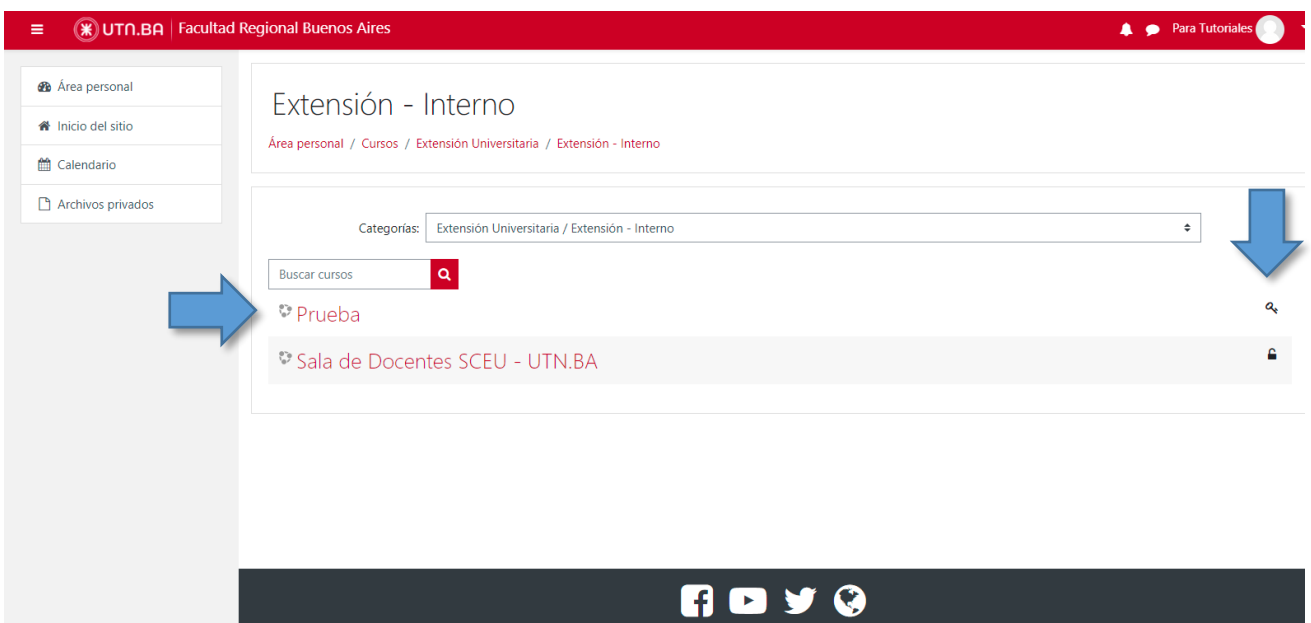 UTN.BA Facultad Regional Buenos Aires Para Tutoriales
Área personal
Inicio del sitio
Calendario
Archivos privados
Extensión - Interno
Área personal / Cursos / Extensión Universitaria / Extensión - Interno
Categorías: Extensión Universitaria / Extensión - Interno
Buscar cursos
Prueba
Sala de Docentes SCEU - UTN.BA